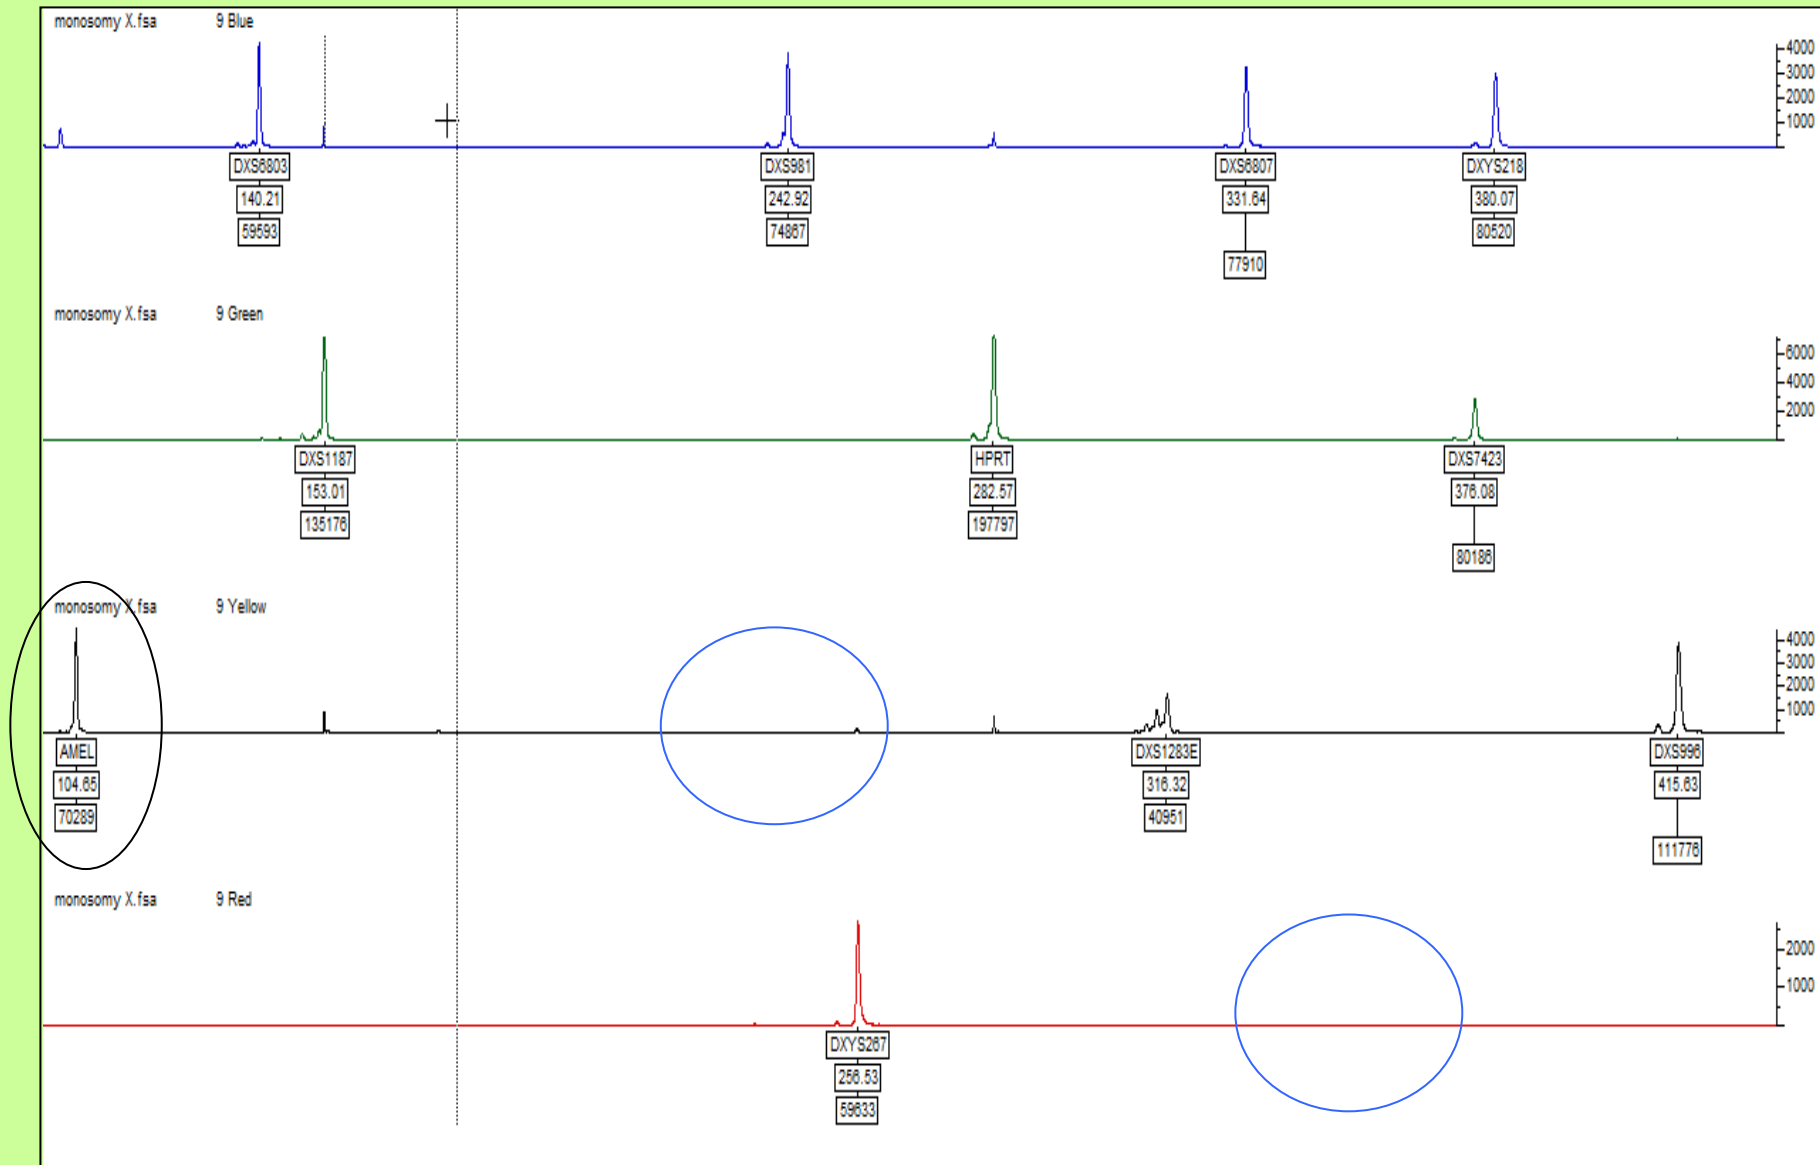 monosomy X.fsa 9 Blue
4000
3000
2000
1000
DXS6803 DXS981 DXS6807 DXYS218
140.21 242.92 331.64 380.07
59593 74867 80520
77910
monosomy X.fsa 9 Green
6000
4000
2000
DXS1187 HPRT DXS7423
153.01 282.57 376.08
135176 197797
80186
monosomy X.fsa 9 Yellow
4000
3000
2000
1000
AMEL DXS1283E DXS996
104.65 316.32 415.63
70289 40951
111776
monosomy X.fsa 9 Red
2000
1000
DXYS267
256.53
59633